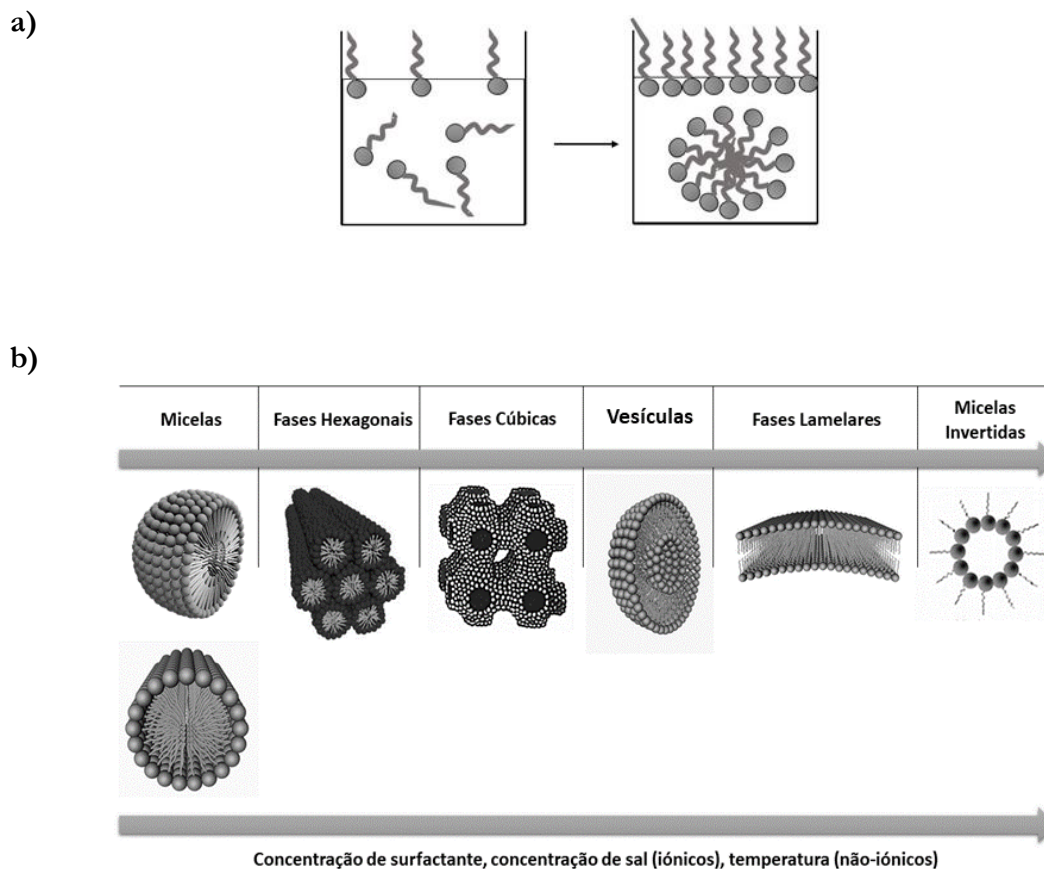 a)
b)
Micelas
Fases Hexagonais
Fases Cúbicas
Vesículas
Fases Lamelares
Micelas
Invertidas
Concentração de surfactante, concentração de sal (iónicos), temperatura (não-iónicos)